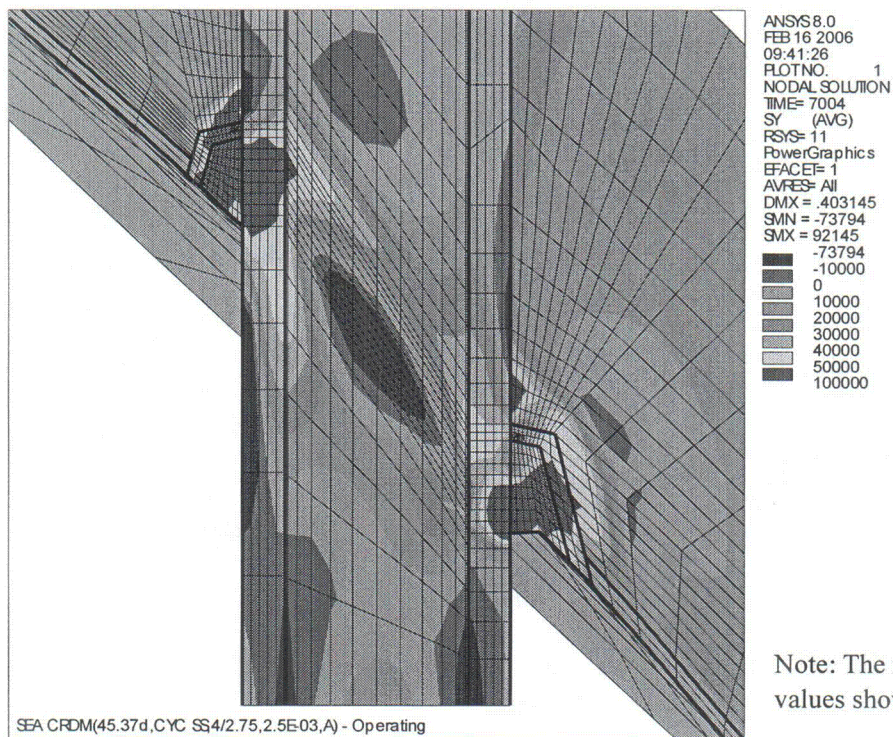 ANSYS 8.0
FEB 16 2006
09:41:26
PLOT NO. 1
NODAL SOLUTION
TIME= 7004
SY (AVG)
RSYS= 11
PowerGraphics
EFACET= 1
AVRES= All
DMX = .403145
SMN = -73794
SMX = 92145
-73794
-10000
0
10000
20000
30000
40000
50000
100000
Note: The
values
SEA CRDM(45.37d,CYC SS,4/2.75,2.5E-03,A) - Operating